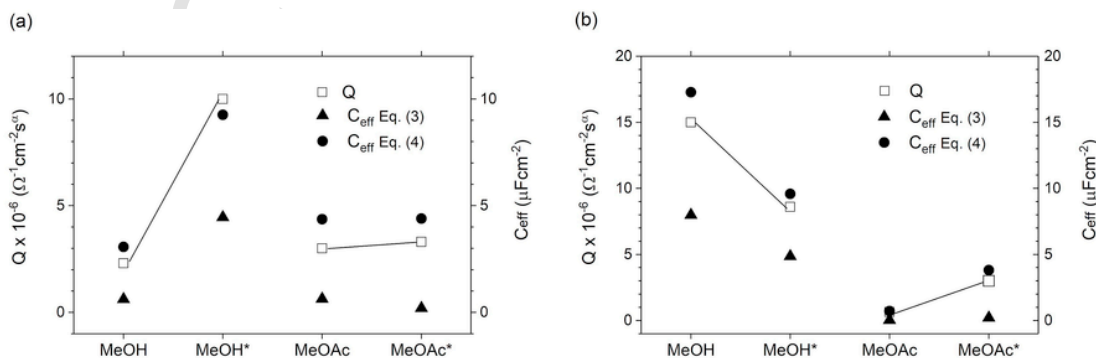 (a)
Q
C_eff Eq. (3)
C_eff Eq. (4)
10
5
0
10
5
0
Q x 10^-6 (Ω^-1cm^-2s^α)
C_eff (μFcm^-2)
MeOH MeOH* MeOAc MeOAc*
(b)
Q
C_eff Eq. (3)
C_eff Eq. (4)
20
15
10
5
0
20
15
10
5
0
Q x 10^-6 (Ω^-1cm^-2s^α)
C_eff (μFcm^-2)
MeOH MeOH* MeOAc MeOAc*